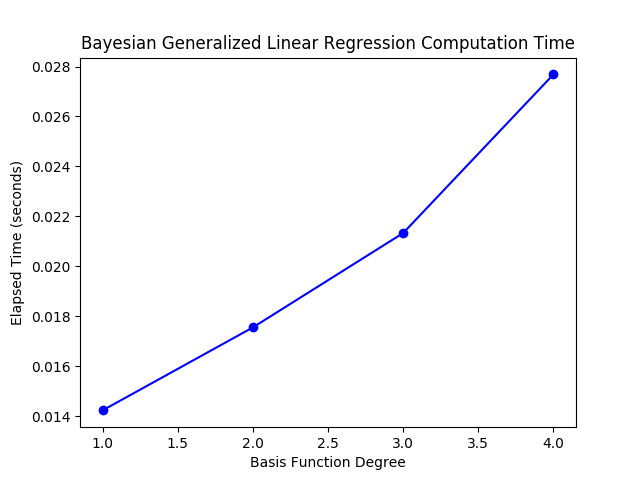 Bayesian Generalized Linear Regression Computation Time
0.028
0.026
0.024
0.022
0.020
0.018
0.016
0.014
Elapsed Time (seconds)
1.0 1.5 2.0 2.5 3.0 3.5 4.0
Basis Function Degree